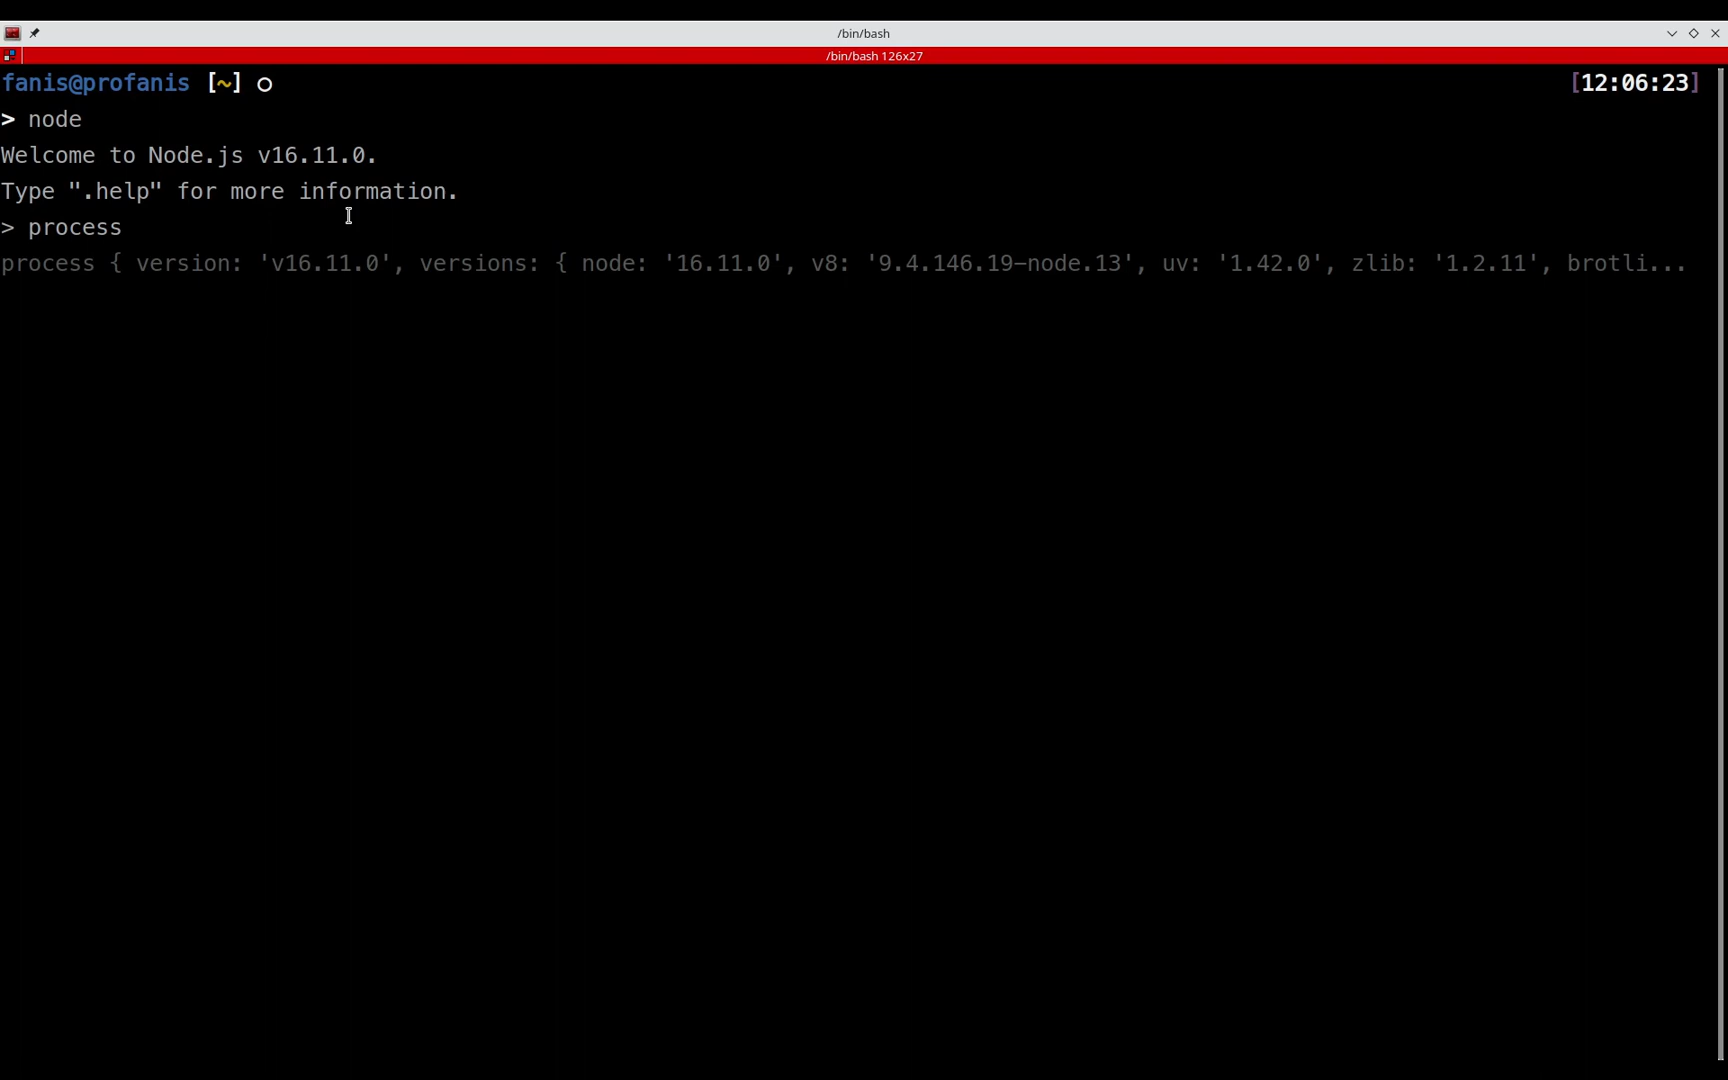 /bin/bash
/bin/bash 126x27
fanis@profanis [~] ○ [12:06:23]
> node
Welcome to Node.js v16.11.0.
Type ".help" for more information.
> process
process { version: 'v16.11.0', versions: { node: '16.11.0', v8: '9.4.146.19-node.13', uv: '1.42.0', zlib: '1.2.11', brotli...